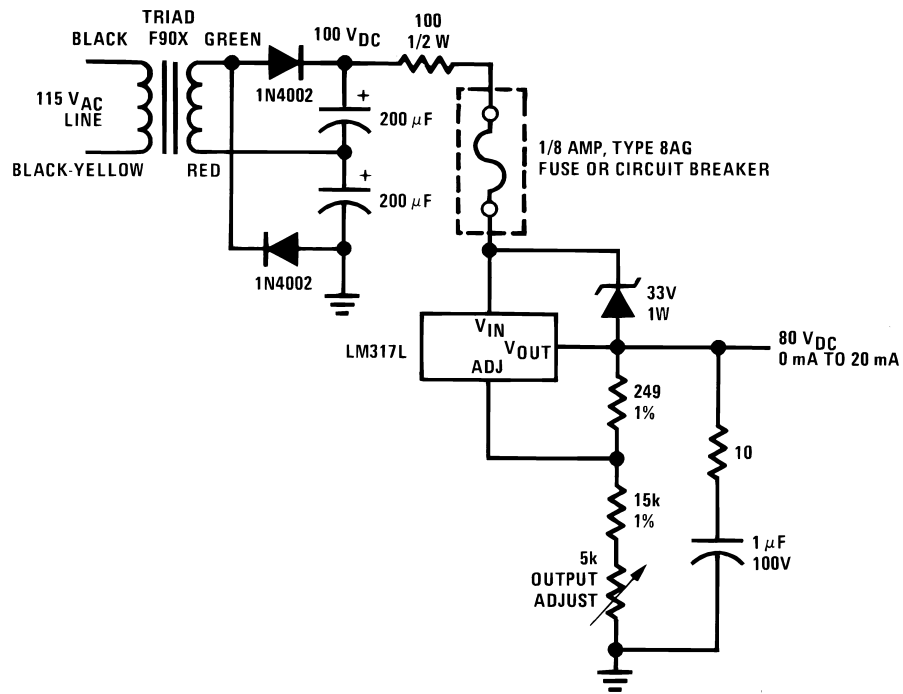 BLACK
TRIAD
F90X
GREEN
115 VAC
LINE
BLACK-YELLOW
RED
1N4002
100 VDC
+
200 µF
+
200 µF
1N4002
100
1/2 W
1/8 AMP, TYPE 8AG
FUSE OR CIRCUIT BREAKER
33V
1W
LM317L
VIN
VOUT
ADJ
80 VDC
0 mA TO 20 mA
249
1%
10
15k
1%
5k
OUTPUT
ADJUST
1 µF
100V